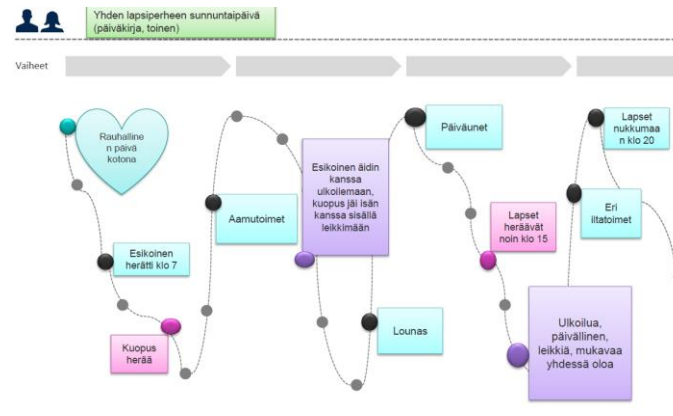 Yhden lapsiperheen sunnuntaipäivä
(päiväkirja, toinen)
Vaiheet
Rauhalline
n päivä
kotona
Esikoinen
herätti klo 7
Kuopus
herää
Aamutoimet
Esikoinen äidin
kanssa
ulkoilemaan,
kuopus jäi isän
kanssa sisällä
leikkimään
Lounas
Päiväunet
Lapset
heräävät
noin klo 15
Ulkoilua,
päivällinen,
leikkiä, mukavaa
yhdessä oloa
Eri
iltatoimet
Lapset
nukkumaa
n klo 20